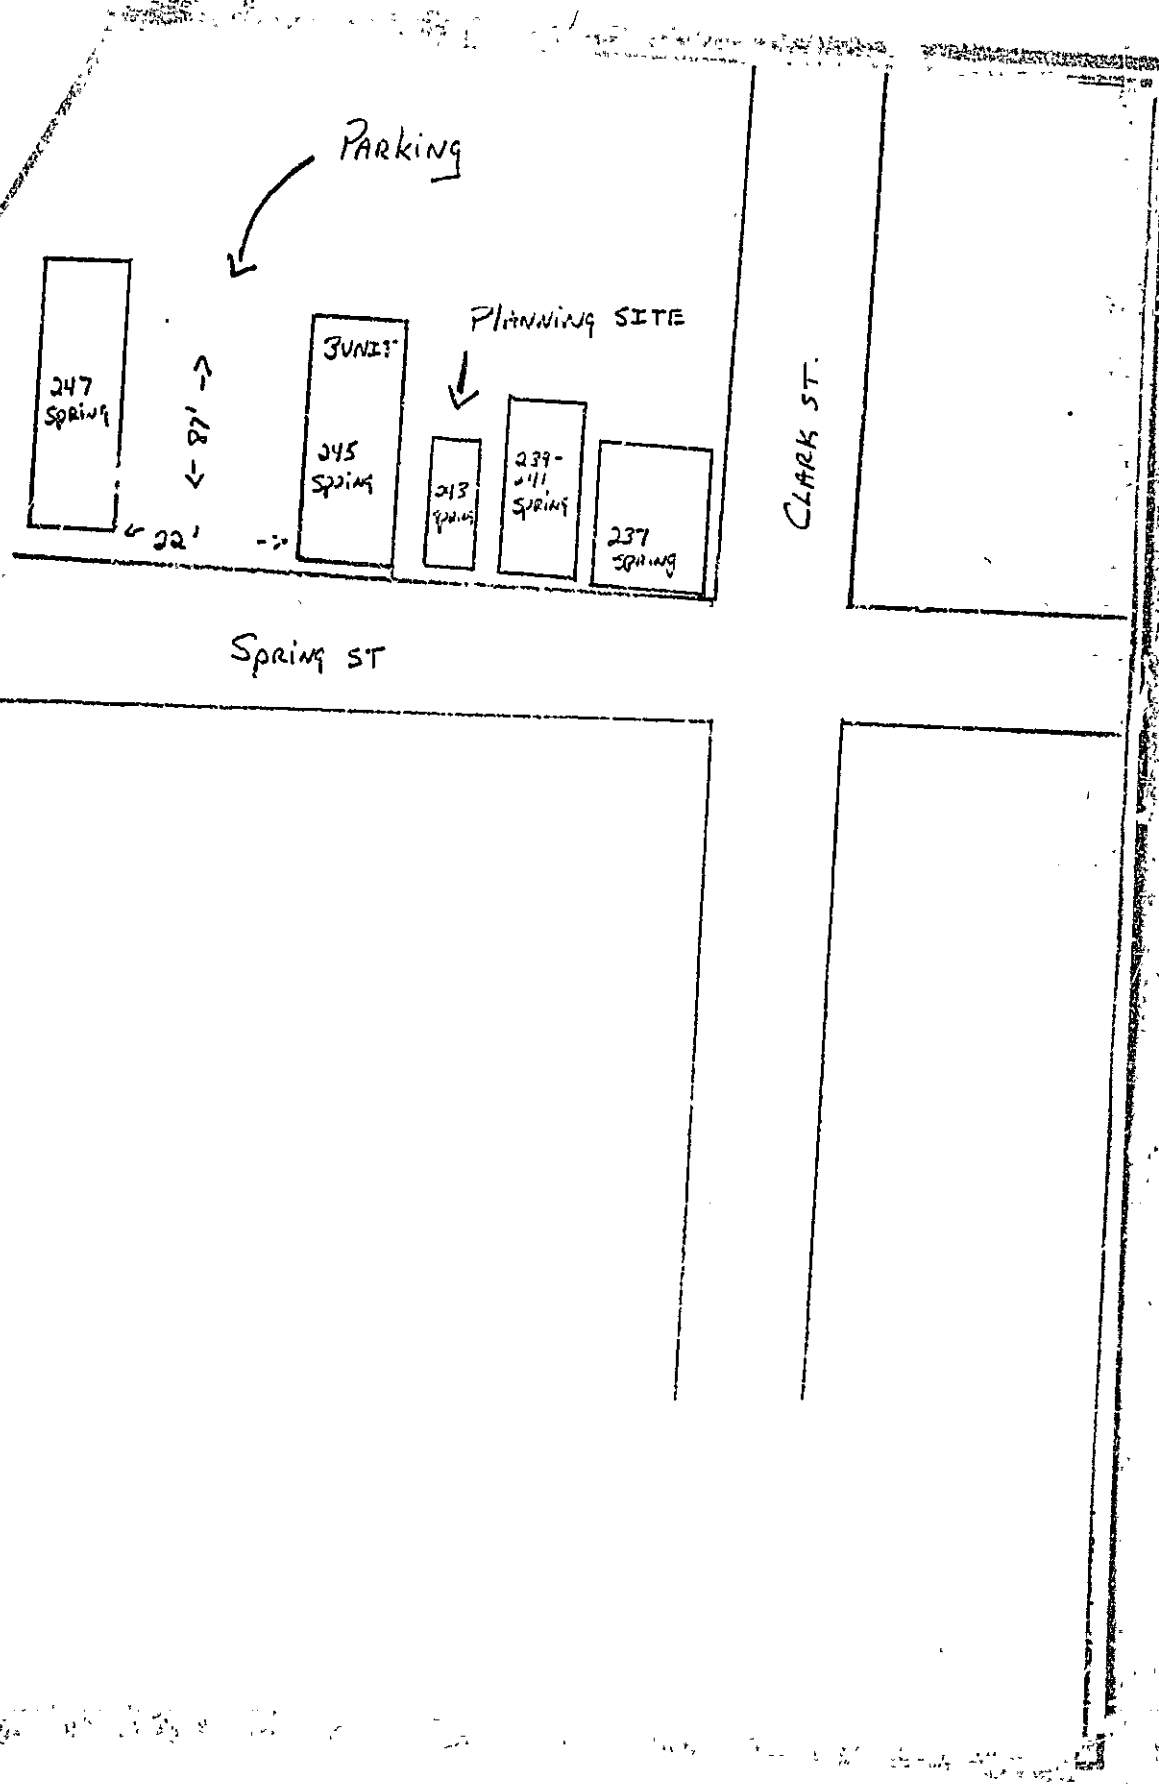 PARKING
PLANNING SITE
3 UNIT
247
SPRING
← 87' →
245
SPRING
243
SPRING
239-
241
SPRING
237
SPRING
← 22' →
CLARK ST.
SPRING ST